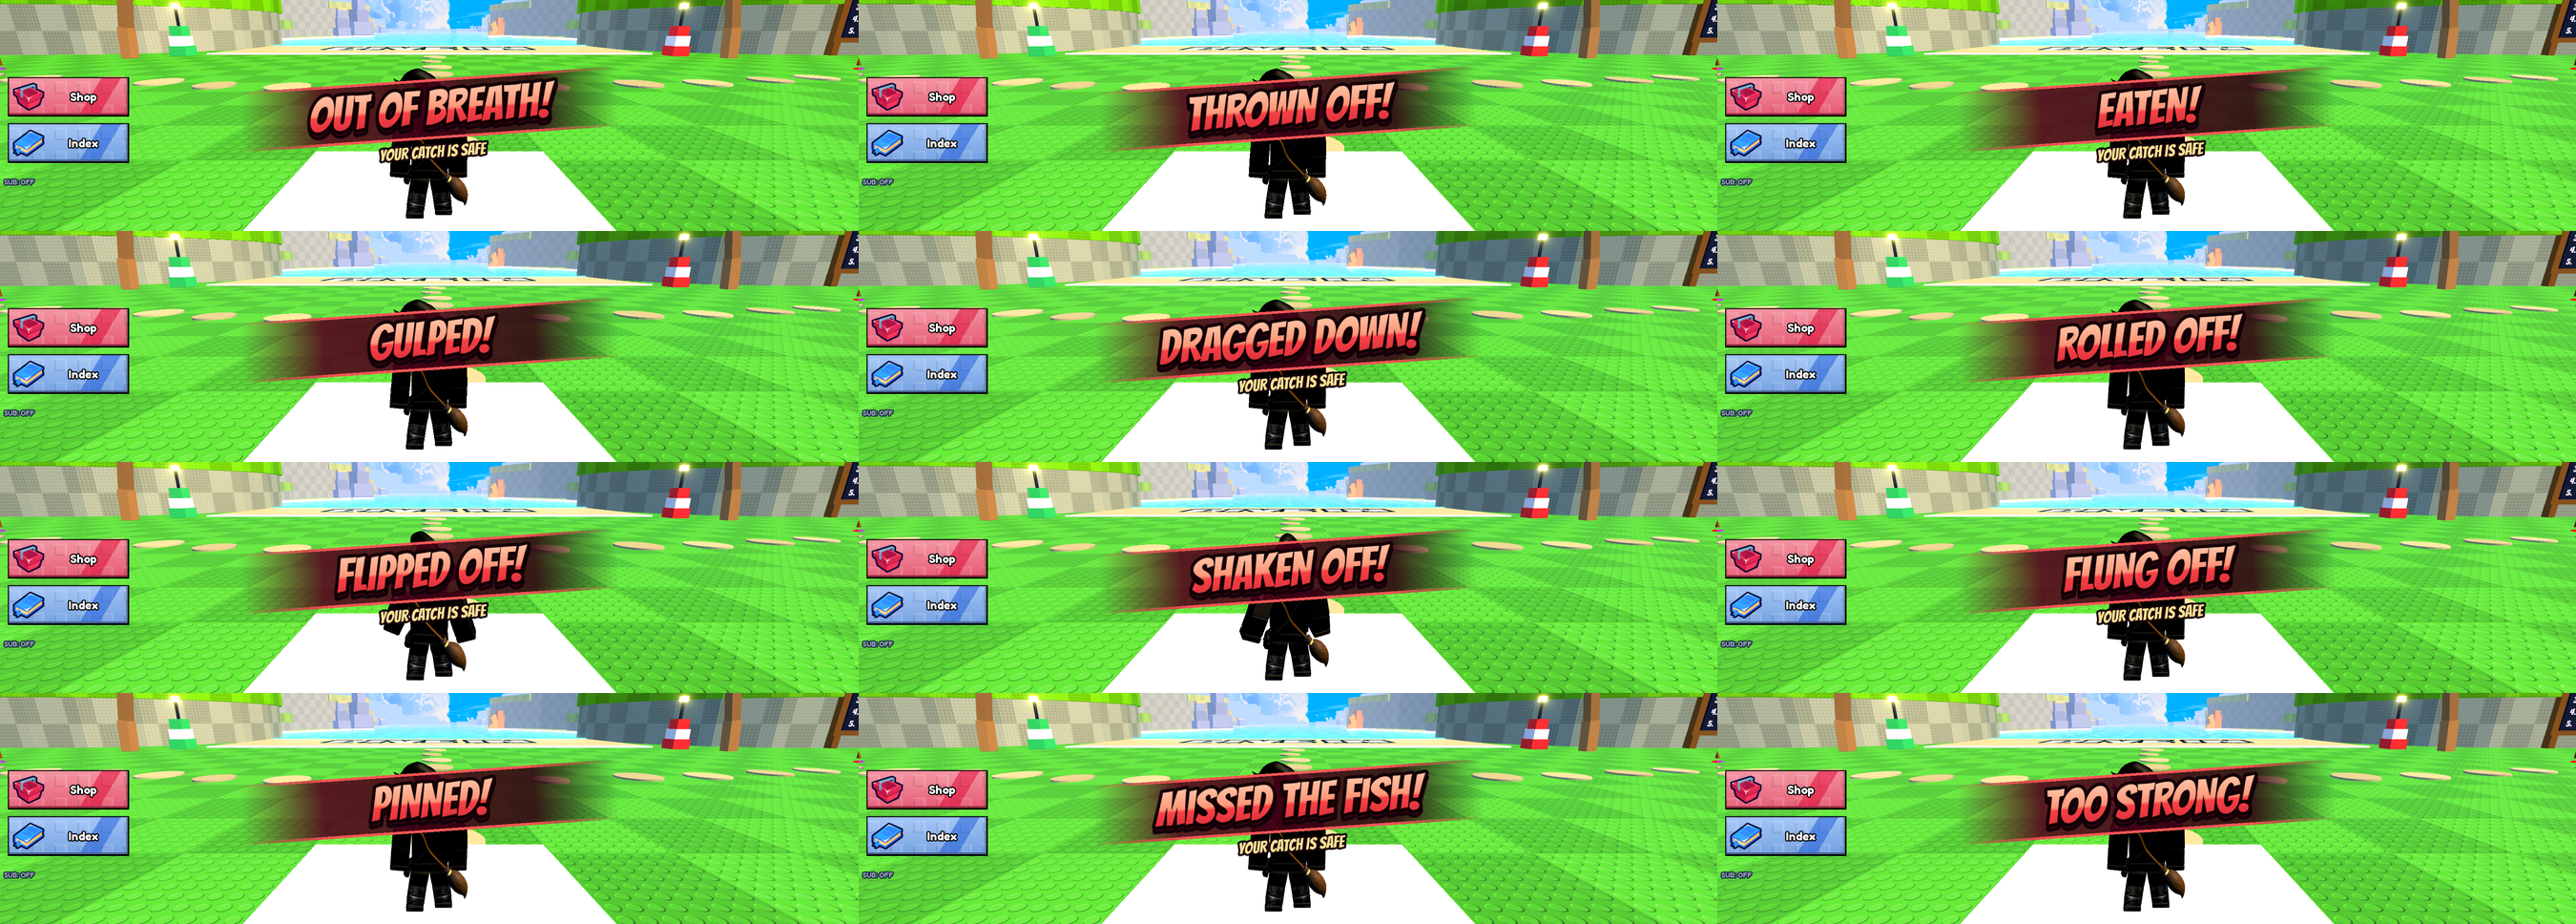 OUT OF BREATH!
YOUR CATCH IS SAFE
Shop
Index
SUB: OFF
THROWN OFF!
Shop
Index
SUB: OFF
EATEN!
YOUR CATCH IS SAFE
Shop
Index
SUB: OFF
GULPED!
Shop
Index
SUB: OFF
DRAGGED DOWN!
YOUR CATCH IS SAFE
Shop
Index
SUB: OFF
ROLLED OFF!
Shop
Index
SUB: OFF
FLIPPED OFF!
YOUR CATCH IS SAFE
Shop
Index
SUB: OFF
SHAKEN OFF!
Shop
Index
SUB: OFF
FLUNG OFF!
YOUR CATCH IS SAFE
Shop
Index
SUB: OFF
PINNED!
Shop
Index
SUB: OFF
MISSED THE FISH!
YOUR CATCH IS SAFE
Shop
Index
SUB: OFF
TOO STRONG!
Shop
Index
SUB: OFF